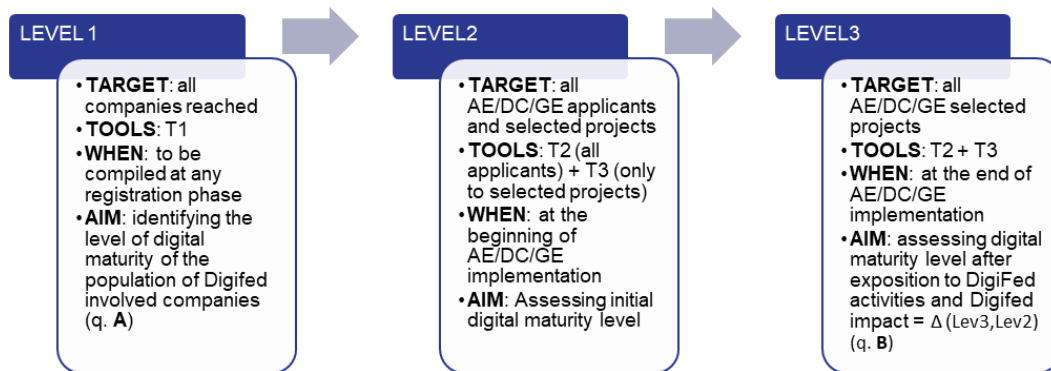 LEVEL 1
• TARGET: all
companies reached
• TOOLS: T1
• WHEN: to be
compiled at any
registration phase
• AIM: identifying the
level of digital
maturity of the
population of Digifed
involved companies
(q. A)
LEVEL2
• TARGET: all
AE/DC/GE applicants
and selected projects
• TOOLS: T2 (all
applicants) + T3 (only
to selected projects)
• WHEN: at the
beginning of
AE/DC/GE
implementation
• AIM: Assessing initial
digital maturity level
LEVEL3
• TARGET: all
AE/DC/GE selected
projects
• TOOLS: T2 + T3
• WHEN: at the end of
AE/DC/GE
implementation
• AIM: assessing digital
maturity level after
exposition to DigiFed
activities and Digifed
impact = Δ (Lev3,Lev2)
(q. B)